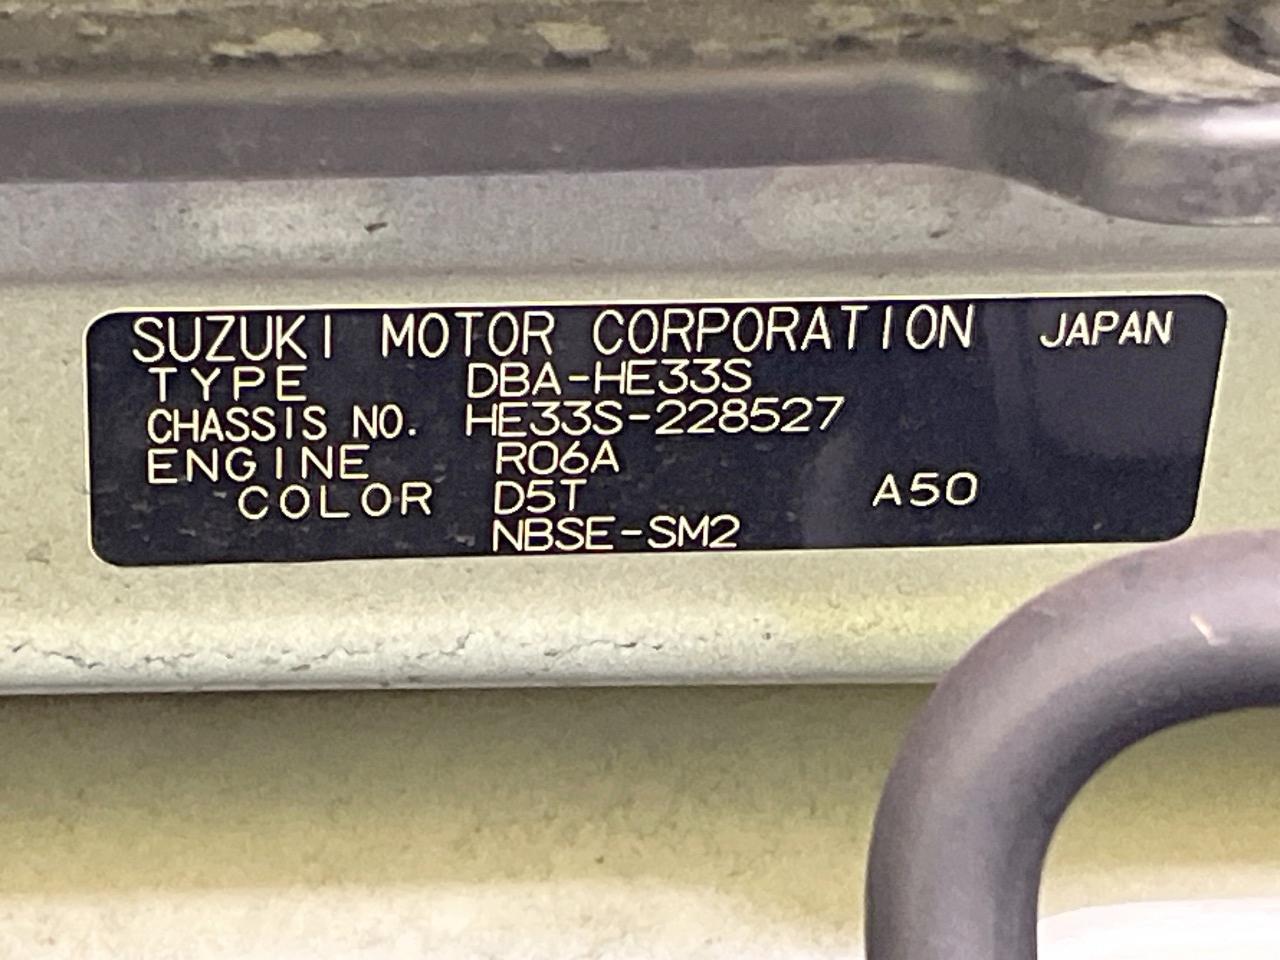 SUZUKI MOTOR CORPORATION JAPAN
TYPE DBA-HE33S
CHASSIS NO. HE33S-228527
ENGINE R06A
COLOR D5T A50
NBSE-SM2